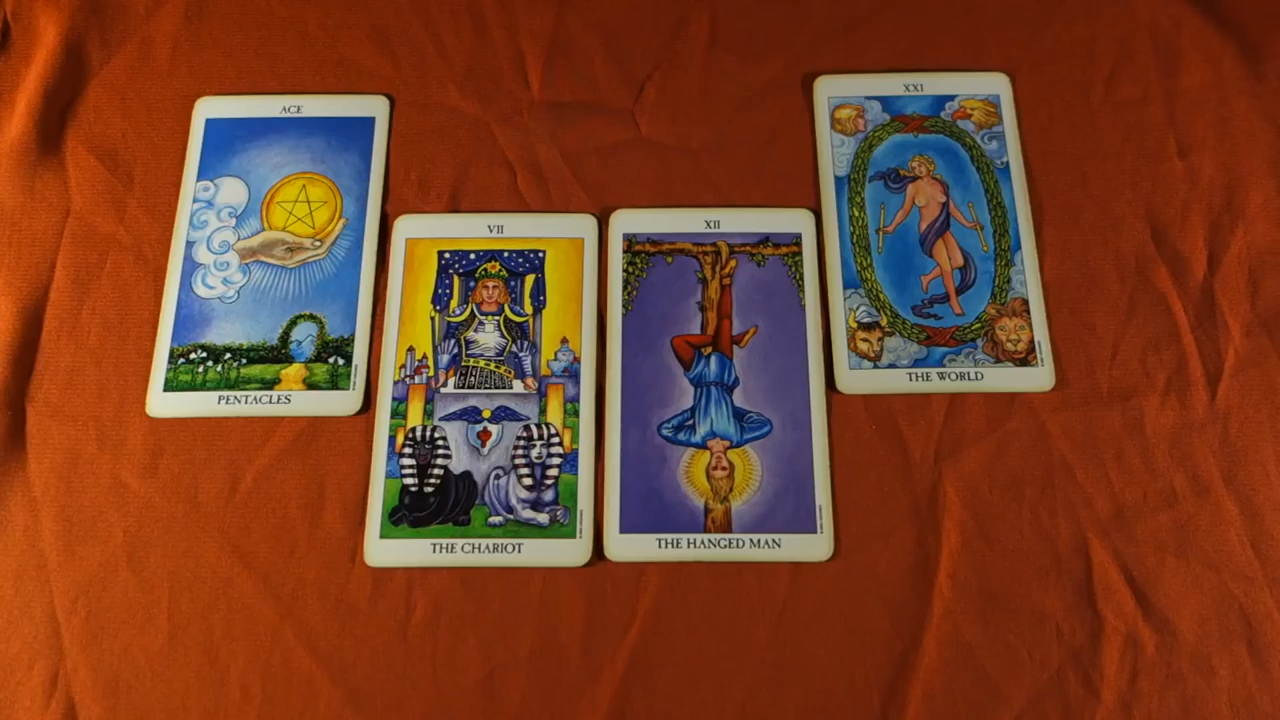 ACE
PENTACLES
VII
THE CHARIOT
XII
THE HANGED MAN
XXI
THE WORLD